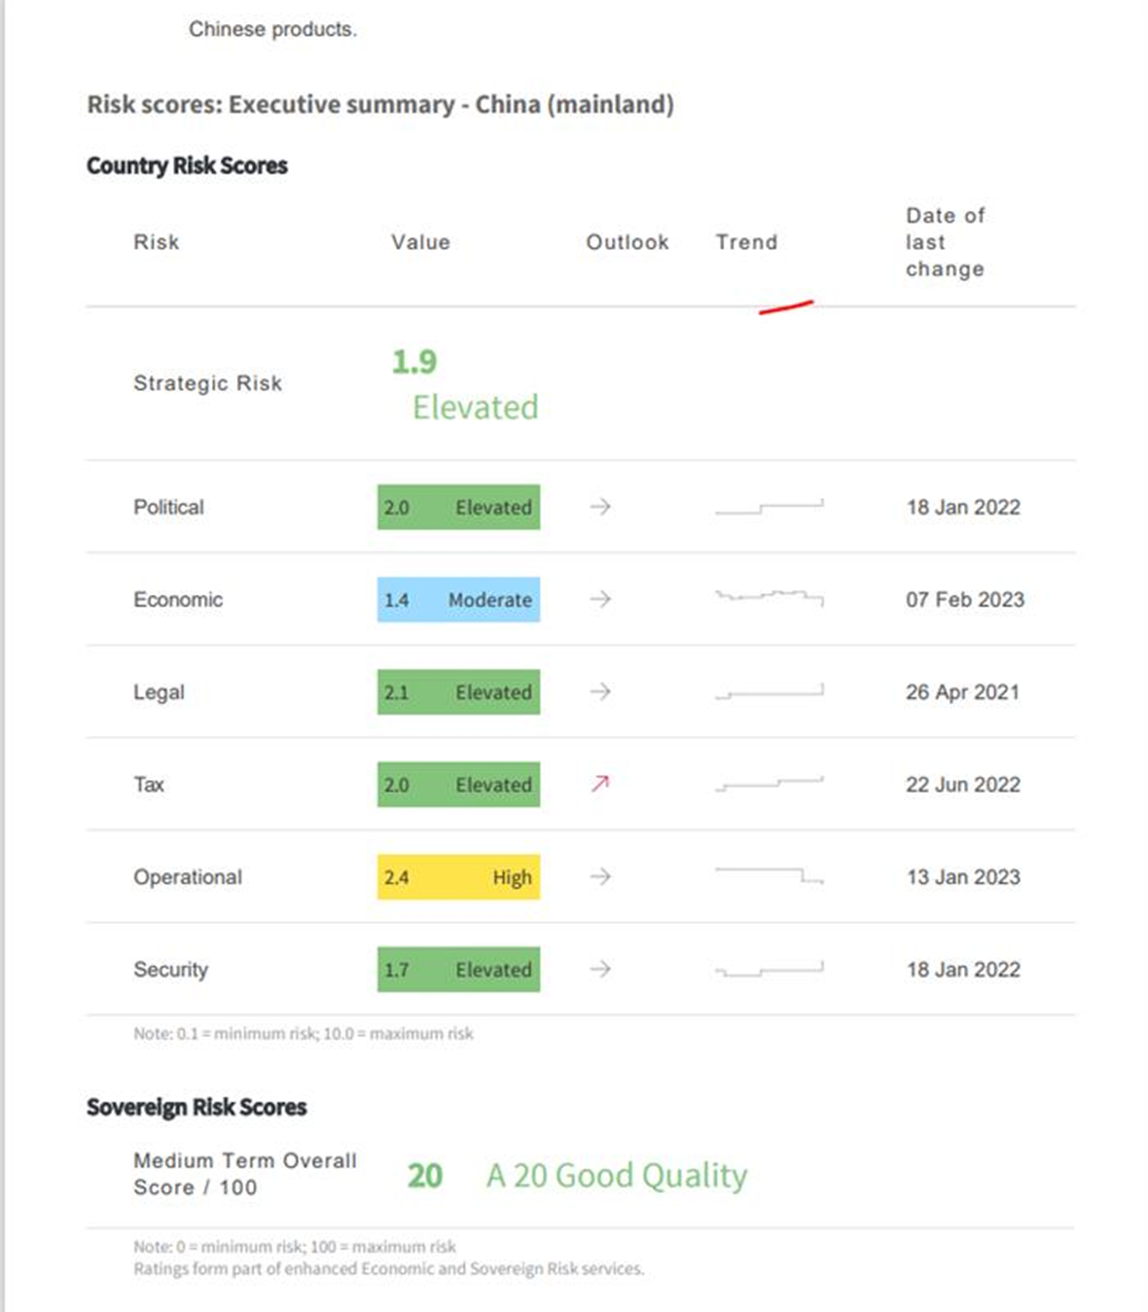 Chinese products.
Risk scores: Executive summary - China (mainland)
Country Risk Scores
Risk Value Outlook Trend Date of
last
change
Strategic Risk 1.9
Elevated
Political 2.0 Elevated 18 Jan 2022
Economic 1.4 Moderate 07 Feb 2023
Legal 2.1 Elevated 26 Apr 2021
Tax 2.0 Elevated 22 Jun 2022
Operational 2.4 High 13 Jan 2023
Security 1.7 Elevated 18 Jan 2022
Note: 0.1 = minimum risk; 10.0 = maximum risk
Sovereign Risk Scores
Medium Term Overall
Score / 100 20 A 20 Good Quality
Note: 0 = minimum risk; 100 = maximum risk
Ratings form part of enhanced Economic and Sovereign Risk services.